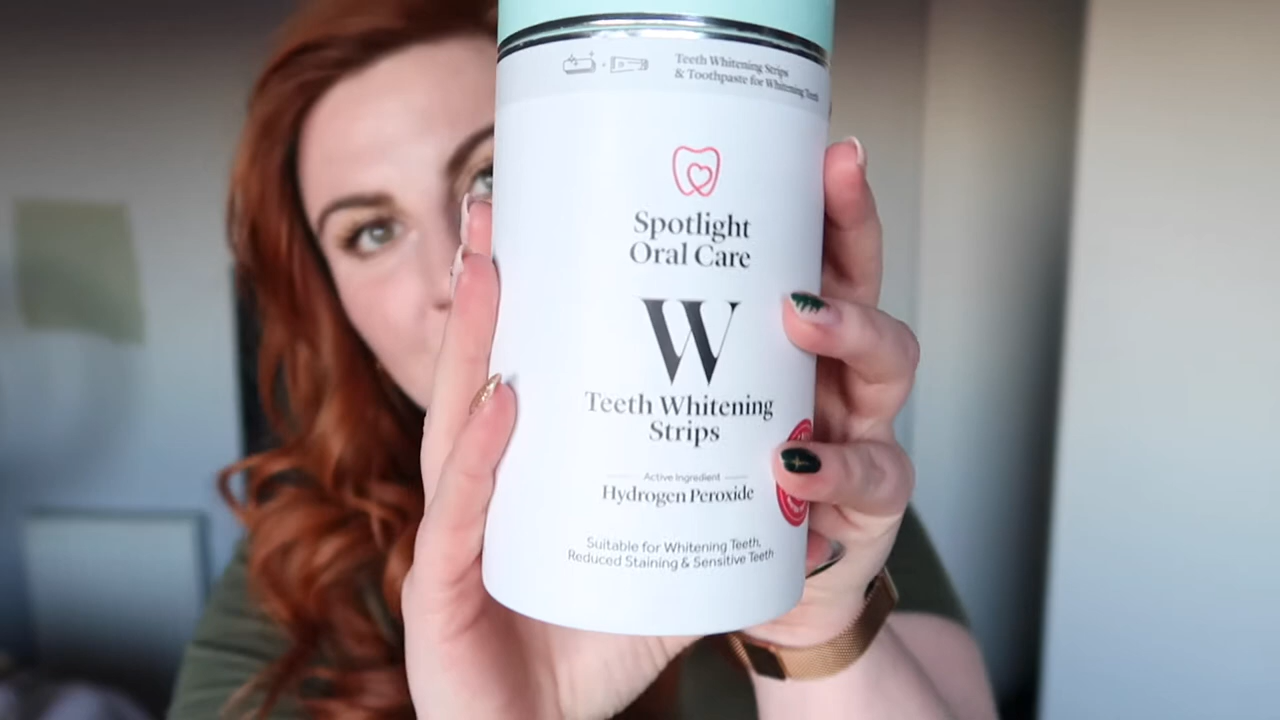 Teeth Whitening Strips
& Toothpaste for Whitening Teeth
Spotlight
Oral Care
W
Teeth Whitening
Strips
Active Ingredient
Hydrogen Peroxide
Suitable for Whitening Teeth,
Reduced Staining & Sensitive Teeth